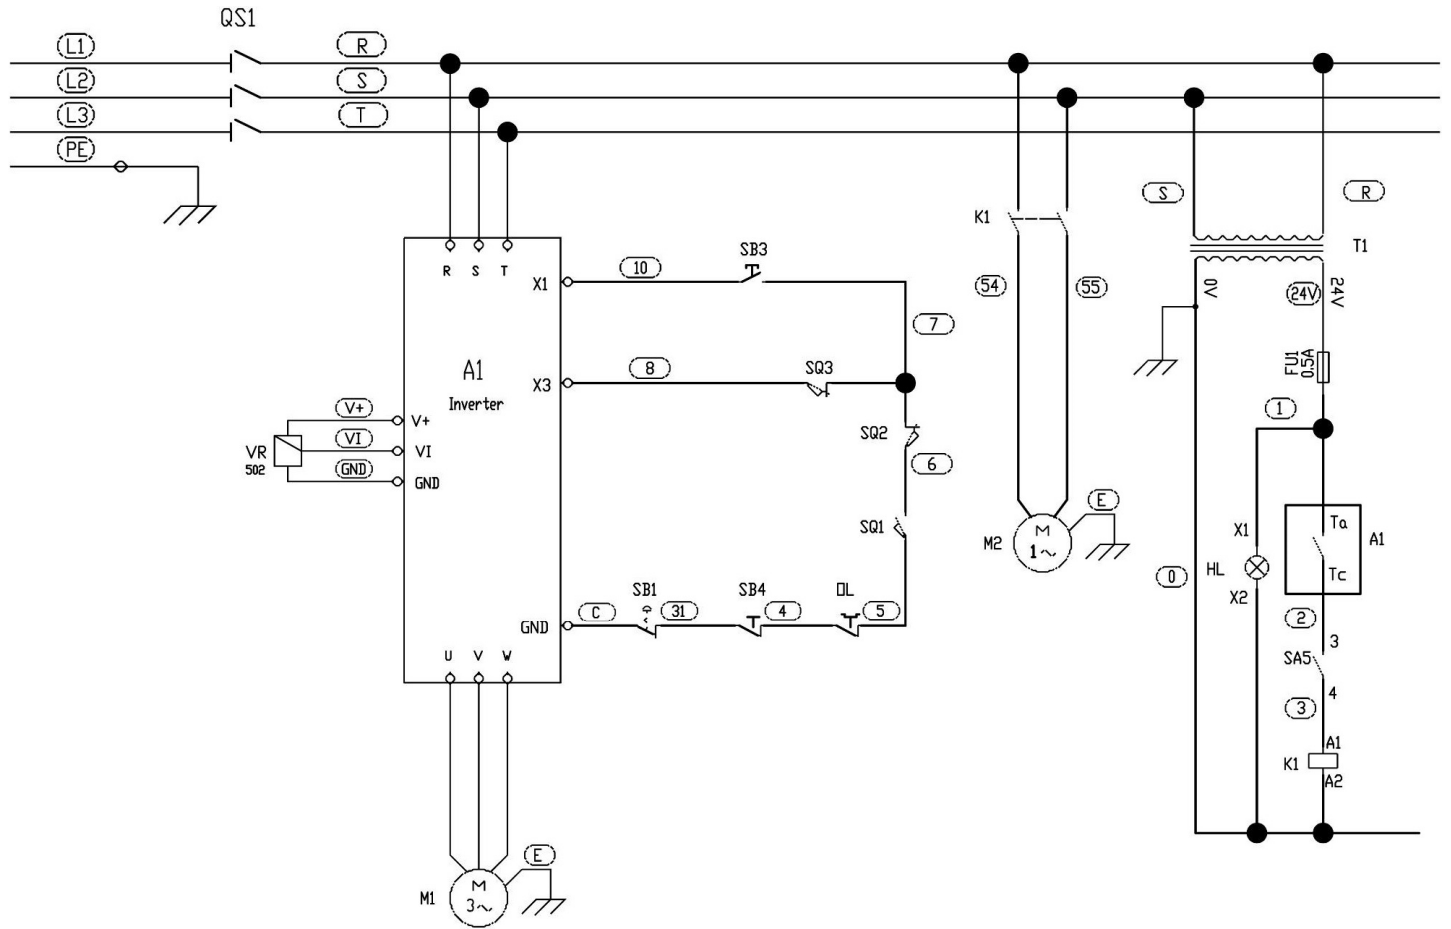 QS1
L1
R
L2
S
L3
T
PE
S
R
K1
T1
R S T
SB3
10
X1
54
55
0V
24V
24V
7
A1
Inverter
FU1
0.5A
8
SQ3
X3
V+
V+
1
VI
VI
VR
502
GND
GND
SQ2
6
E
SQ1
M2
M
1~
X1
Ta
A1
HL
Tc
X2
0
SB1
SB4
OL
GND
C
31
4
5
2
3
U V W
SA5
4
3
A1
K1
A2
E
M1
M
3~